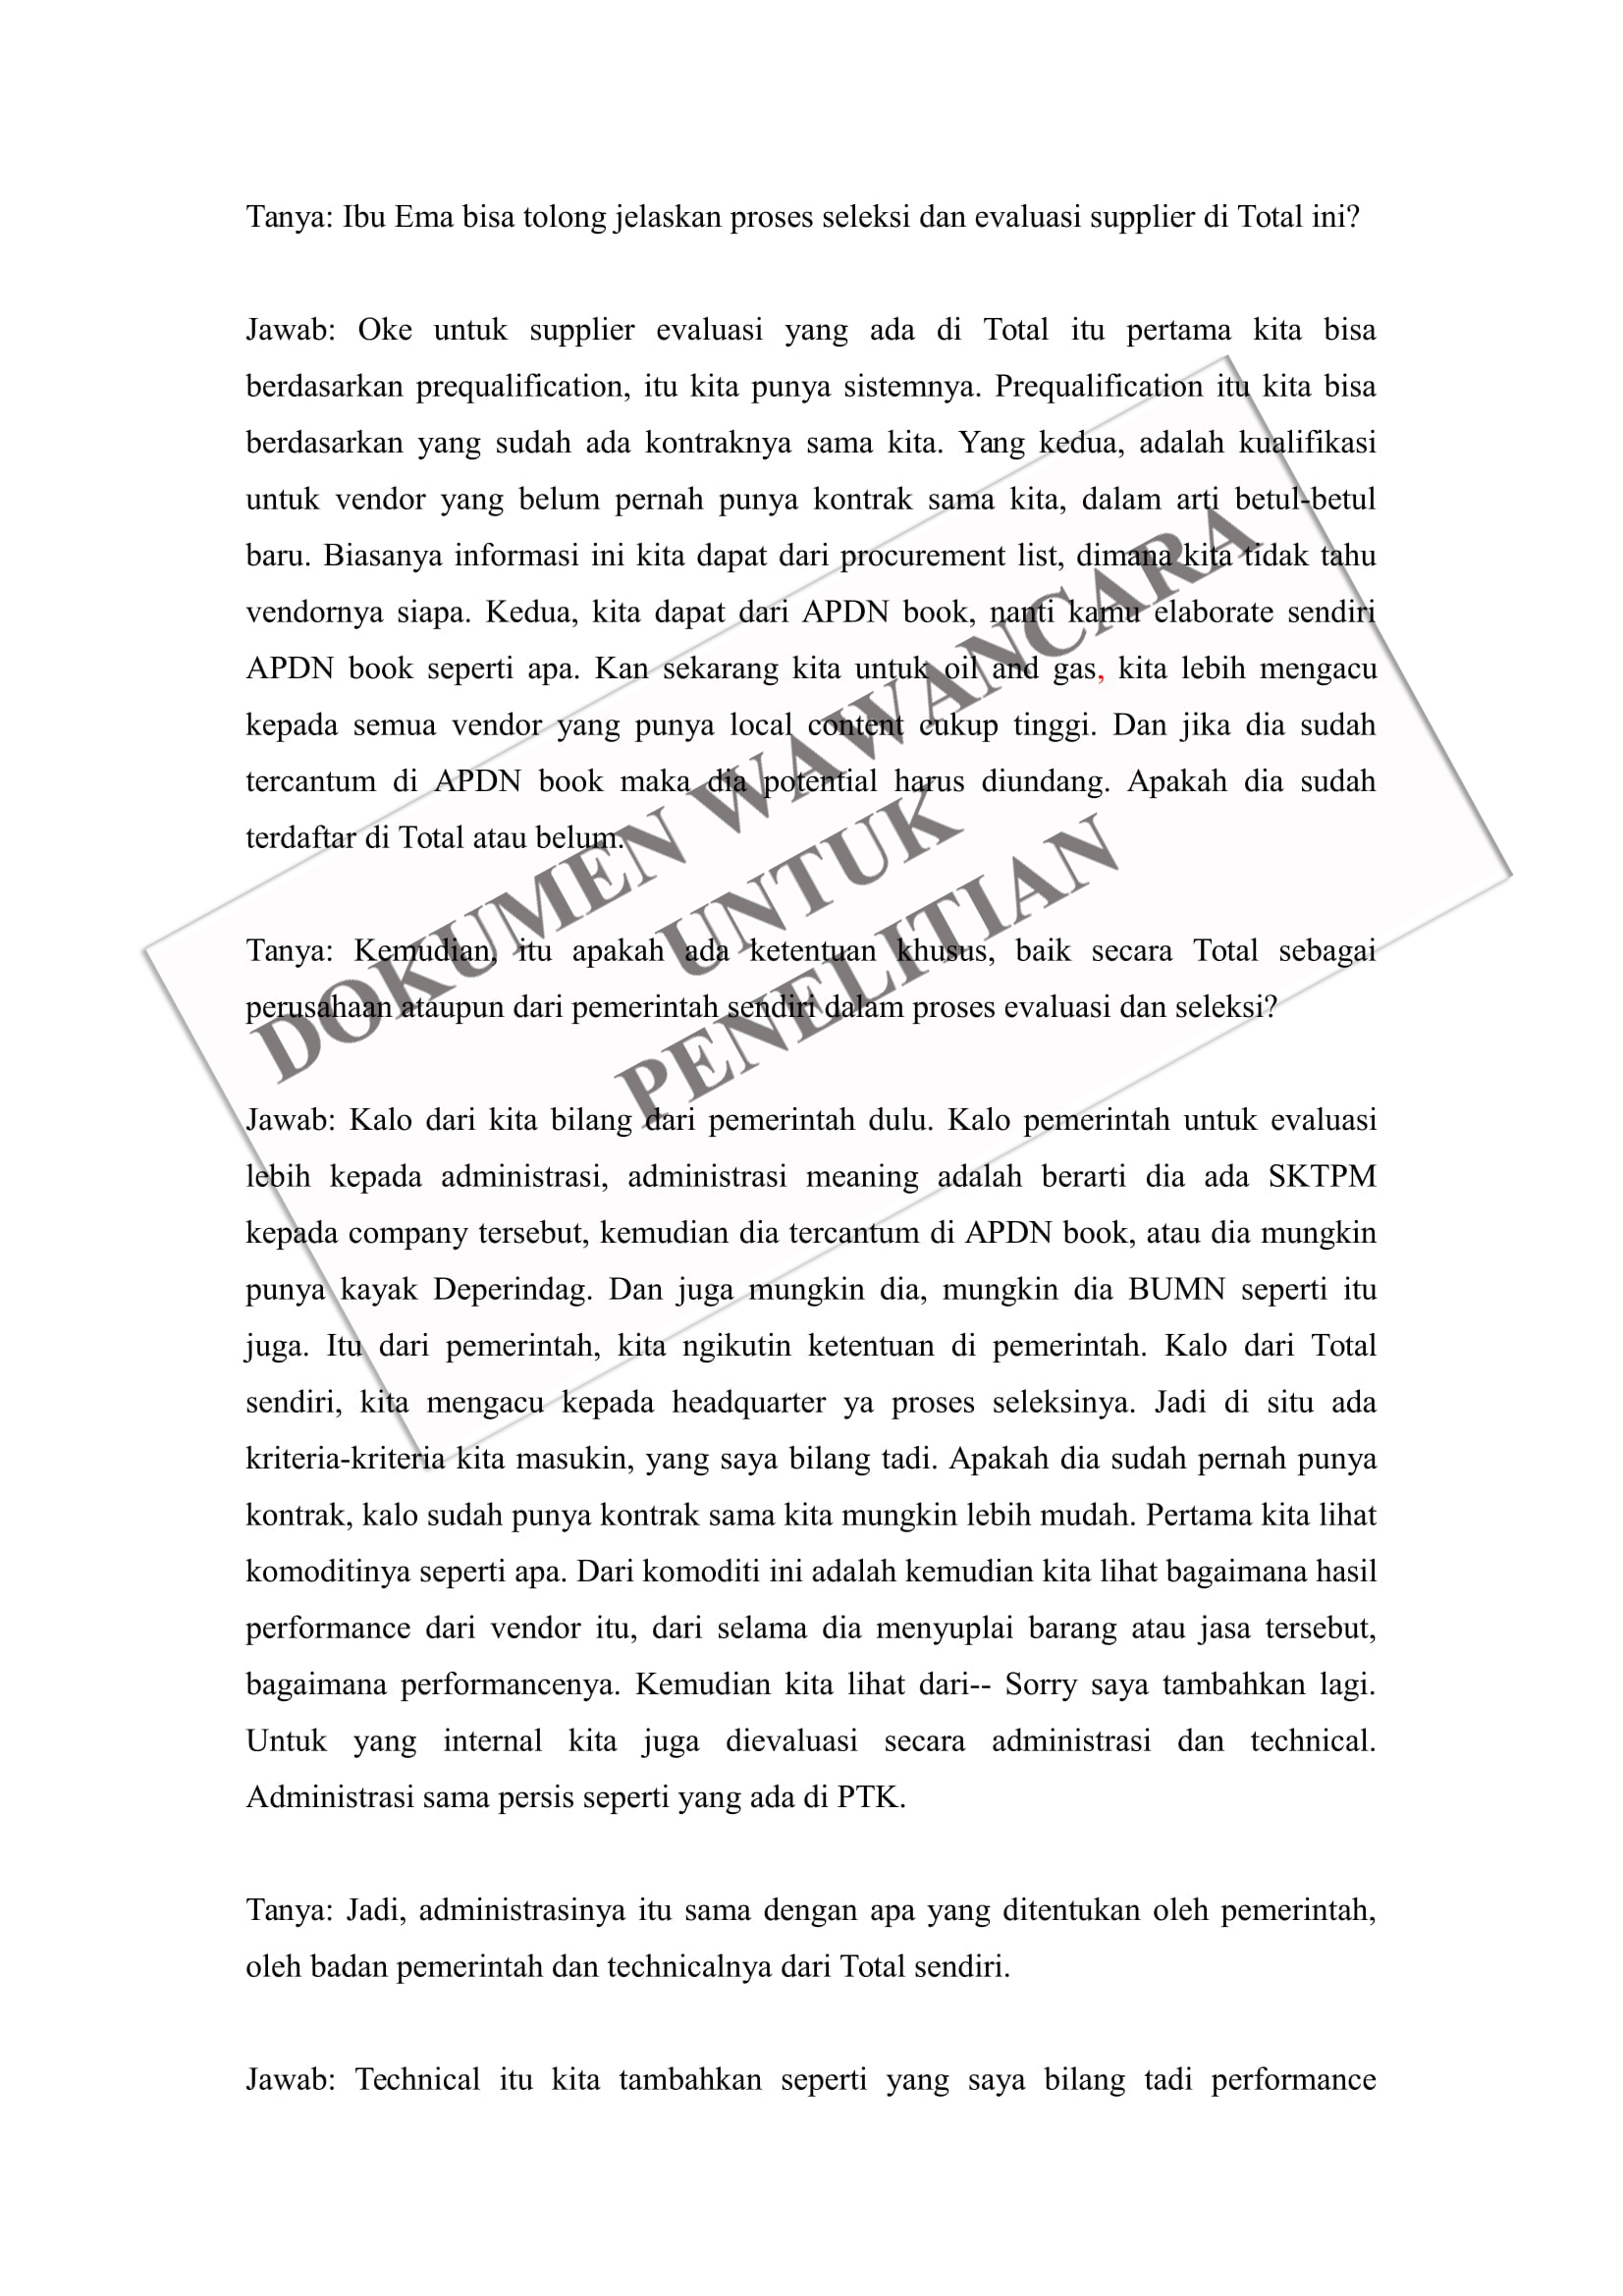 Tanya: Ibu Ema bisa tolong jelaskan proses seleksi dan evaluasi supplier di Total ini?
Jawab: Oke untuk supplier evaluasi yang ada di Total itu pertama kita bisa
berdasarkan prequalification, itu kita punya sistemnya. Prequalification itu kita bisa
berdasarkan yang sudah ada kontraknya sama kita. Yang kedua, adalah kualifikasi
untuk vendor yang belum pernah punya kontrak sama kita, dalam arti betul-betul
baru. Biasanya informasi ini kita dapat dari procurement list, dimana kita tidak tahu
vendornya siapa. Kedua, kita dapat dari APDN book, nanti kamu elaborate sendiri
APDN book seperti apa. Kan sekarang kita untuk oil and gas, kita lebih mengacu
kepada semua vendor yang punya local content cukup tinggi. Dan jika dia sudah
tercantum di APDN book maka dia potential harus diundang. Apakah dia sudah
terdaftar di Total atau belum.
Tanya: Kemudian, itu apakah ada ketentuan khusus, baik secara Total sebagai
perusahaan ataupun dari pemerintah sendiri dalam proses evaluasi dan seleksi?
Jawab: Kalo dari kita bilang dari pemerintah dulu. Kalo pemerintah untuk evaluasi
lebih kepada administrasi, administrasi meaning adalah berarti dia ada SKTPM
kepada company tersebut, kemudian dia tercantum di APDN book, atau dia mungkin
punya kayak Deperindag. Dan juga mungkin dia, mungkin dia BUMN seperti itu
juga. Itu dari pemerintah, kita ngikutin ketentuan di pemerintah. Kalo dari Total
sendiri, kita mengacu kepada headquarter ya proses seleksinya. Jadi di situ ada
kriteria-kriteria kita masukin, yang saya bilang tadi. Apakah dia sudah pernah punya
kontrak, kalo sudah punya kontrak sama kita mungkin lebih mudah. Pertama kita lihat
komoditinya seperti apa. Dari komoditi ini adalah kemudian kita lihat bagaimana hasil
performance dari vendor itu, dari selama dia menyuplai barang atau jasa tersebut,
bagaimana performancenya. Kemudian kita lihat dari-- Sorry saya tambahkan lagi.
Untuk yang internal kita juga dievaluasi secara administrasi dan technical.
Administrasi sama persis seperti yang ada di PTK.
Tanya: Jadi, administrasinya itu sama dengan apa yang ditentukan oleh pemerintah,
oleh badan pemerintah dan technicalnya dari Total sendiri.
Jawab: Technical itu kita tambahkan seperti yang saya bilang tadi performance
DOKUMEN WAWANCARA
UNTUK
PENELITIAN